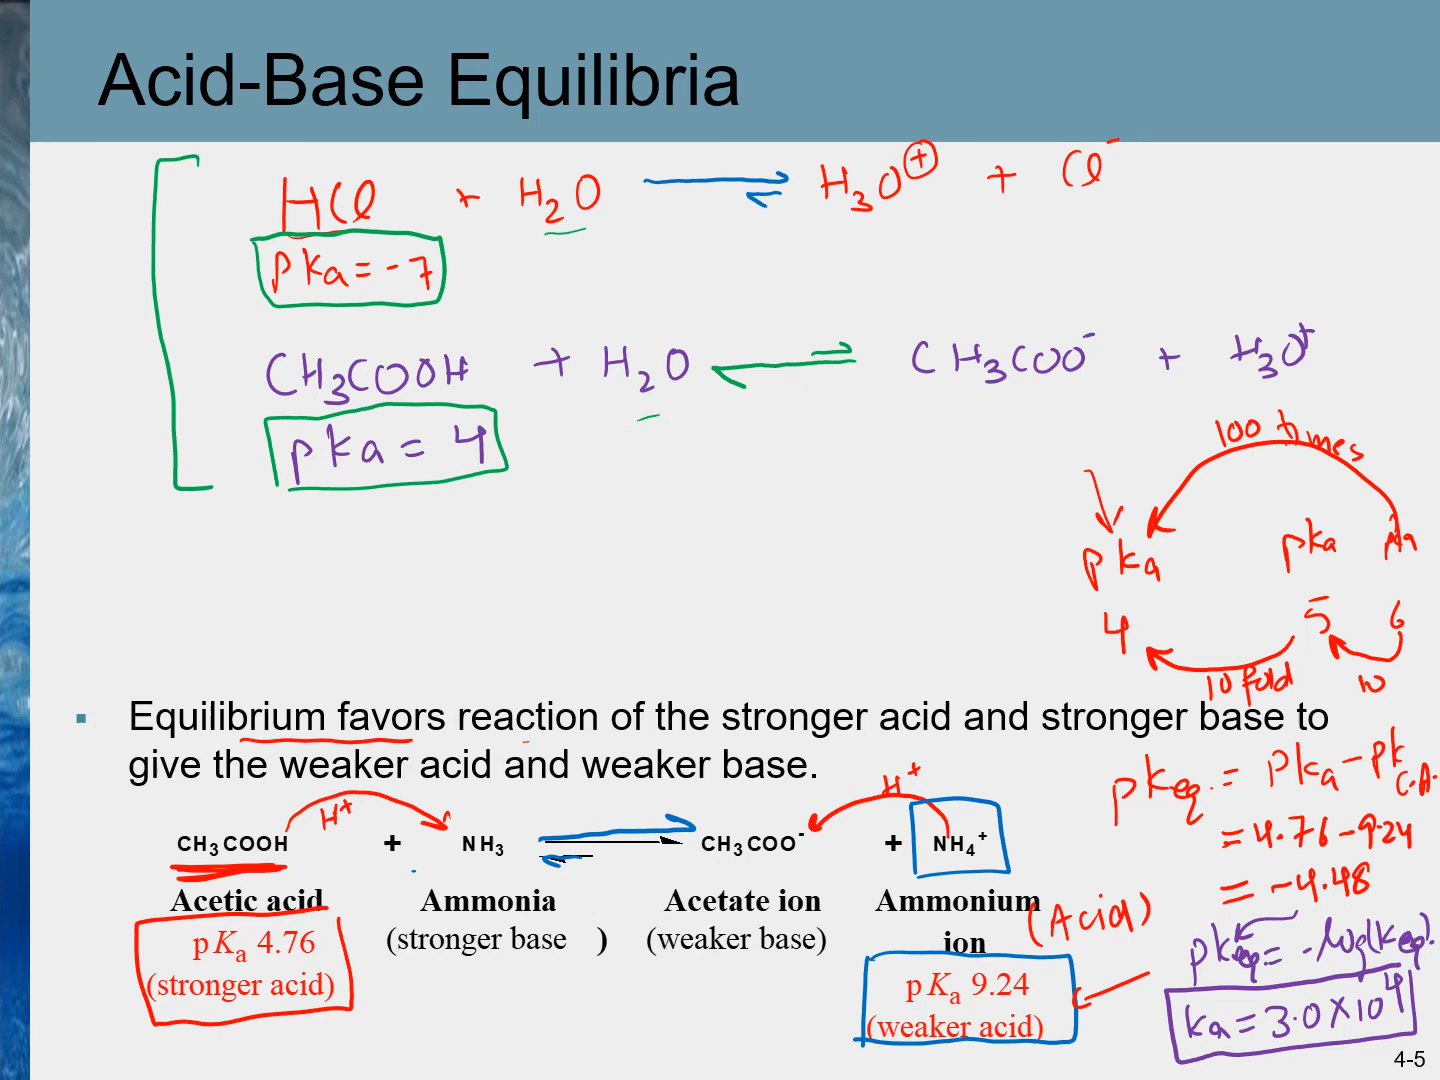 Acid-Base Equilibria
HCl + H2O ⇌ H3O⊕ + Cl⁻
pka = -7
CH3COOH + H2O ⇌ CH3COO⁻ + H3O⁺
pka = 4
100 times
pka pka
4 5 6
10 fold 10
▪ Equilibrium favors reaction of the stronger acid and stronger base to
give the weaker acid and weaker base.
pkeq. = pka - pk C.A.
= 4.76 - 9.24
= -4.48
H⁺ H⁺
CH3COOH + NH3 ⇌ CH3COO⁻ + NH4⁺
Acetic acid Ammonia Acetate ion Ammonium
ion
(stronger base ) (weaker base) (Acid)
pKa 4.76
(stronger acid)
pKa 9.24
(weaker acid)
pkeq = -log(keq).
ka = 3.0 X 10⁴
4-5